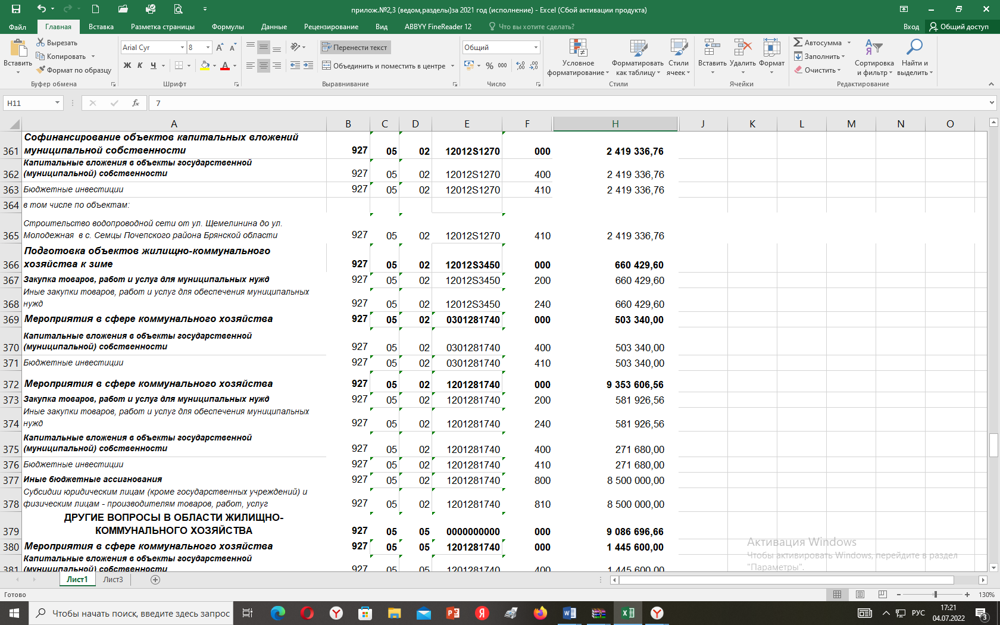 прилож.№2,3 (ведом,разделы)за 2021 год (исполнение) - Excel (Сбой активации продукта)
Файл Главная Вставка Разметка страницы Формулы Данные Рецензирование Вид ABBYY FineReader 12 Что вы хотите сделать? Вход Общий доступ
Вставить Вырезать Копировать Формат по образцу
Arial Cyr 8 Ж К Ч А
Перенести текст
Объединить и поместить в центре
Общий % 000
Условное форматирование Форматировать как таблицу Стили ячеек
Вставить Удалить Формат
Автосумма Заполнить Очистить
Сортировка и фильтр Найти и выделить
Буфер обмена Шрифт Выравнивание Число Стили Ячейки Редактирование
H11 fx 7
A B C D E F H J K L M N O
361 Софинансирование объектов капитальных вложений
муниципальной собственности 927 05 02 12012S1270 000 2 419 336,76
362 Капитальные вложения в объекты государственной
(муниципальной) собственности 927 05 02 12012S1270 400 2 419 336,76
363 Бюджетные инвестиции 927 05 02 12012S1270 410 2 419 336,76
364 в том числе по объектам:
365 Строительство водопроводной сети от ул. Щемелинина до ул.
Молодежная в с. Семцы Почепского района Брянской области 927 05 02 12012S1270 410 2 419 336,76
366 Подготовка объектов жилищно-коммунального
хозяйства к зиме 927 05 02 12012S3450 000 660 429,60
367 Закупка товаров, работ и услуг для муниципальных нужд 927 05 02 12012S3450 200 660 429,60
368 Иные закупки товаров, работ и услуг для обеспечения муниципальных
нужд 927 05 02 12012S3450 240 660 429,60
369 Мероприятия в сфере коммунального хозяйства 927 05 02 0301281740 000 503 340,00
370 Капитальные вложения в объекты государственной
(муниципальной) собственности 927 05 02 0301281740 400 503 340,00
371 Бюджетные инвестиции 927 05 02 0301281740 410 503 340,00
372 Мероприятия в сфере коммунального хозяйства 927 05 02 1201281740 000 9 353 606,56
373 Закупка товаров, работ и услуг для муниципальных нужд 927 05 02 1201281740 200 581 926,56
374 Иные закупки товаров, работ и услуг для обеспечения муниципальных
нужд 927 05 02 1201281740 240 581 926,56
375 Капитальные вложения в объекты государственной
(муниципальной) собственности 927 05 02 1201281740 400 271 680,00
376 Бюджетные инвестиции 927 05 02 1201281740 410 271 680,00
377 Иные бюджетные ассигнования 927 05 02 1201281740 800 8 500 000,00
378 Субсидии юридическим лицам (кроме государственных учреждений) и
физическим лицам - производителям товаров, работ, услуг 927 05 02 1201281740 810 8 500 000,00
379 ДРУГИЕ ВОПРОСЫ В ОБЛАСТИ ЖИЛИЩНО-
КОММУНАЛЬНОГО ХОЗЯЙСТВА 927 05 05 0000000000 000 9 086 696,66
380 Мероприятия в сфере коммунального хозяйства 927 05 05 1201281740 000 1 445 600,00
381 Капитальные вложения в объекты государственной
(муниципальной) собственности 927 05 05 1201281740 400 1 445 600,00
Активация Windows
Чтобы активировать Windows, перейдите в раздел
"Параметры".
Лист1 Лист3
Готово 130%
Чтобы начать поиск, введите здесь запрос
РУС 17:21
04.07.2022 3